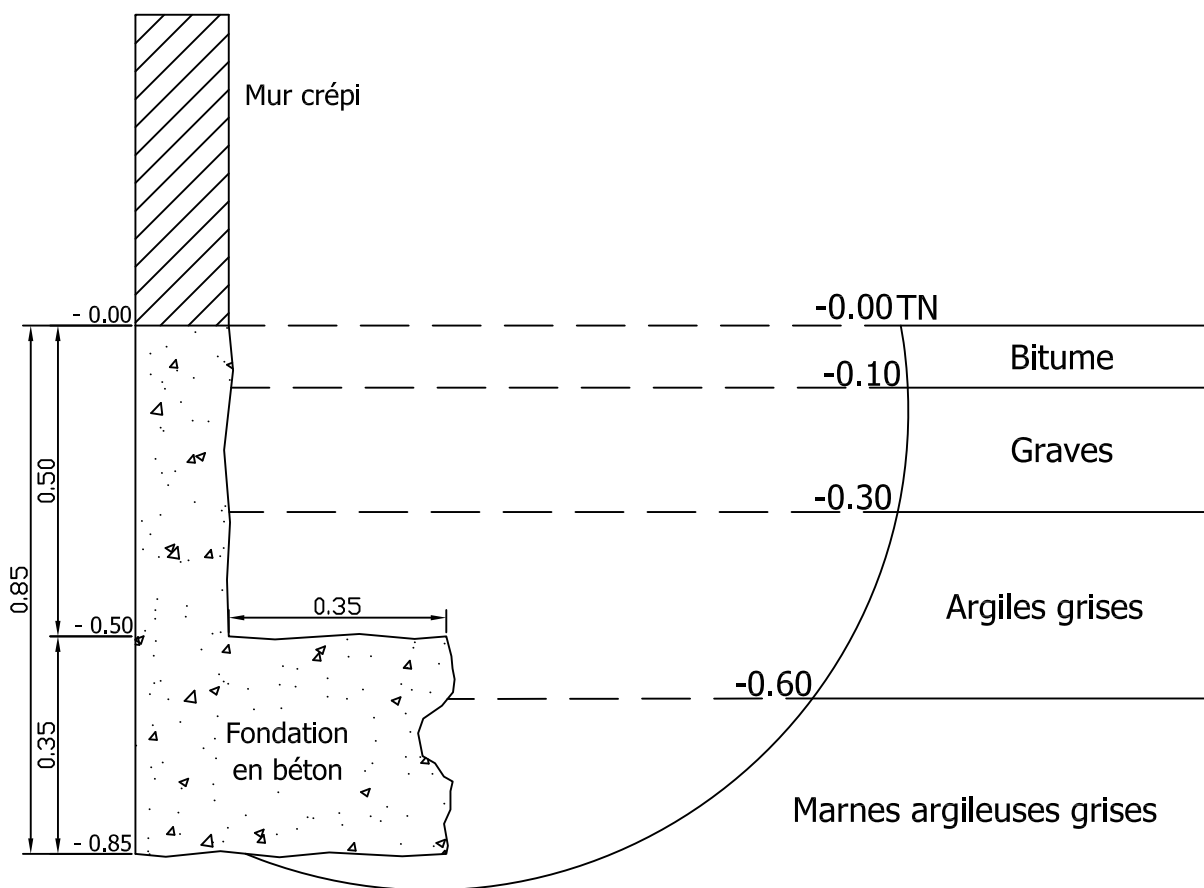 Mur crépi
- 0.00
-0.00 TN
Bitume
-0.10
Graves
0.50
-0.30
0.85
Argiles grises
0.35
- 0.50
-0.60
Fondation
en béton
0.35
Marnes argileuses grises
- 0.85